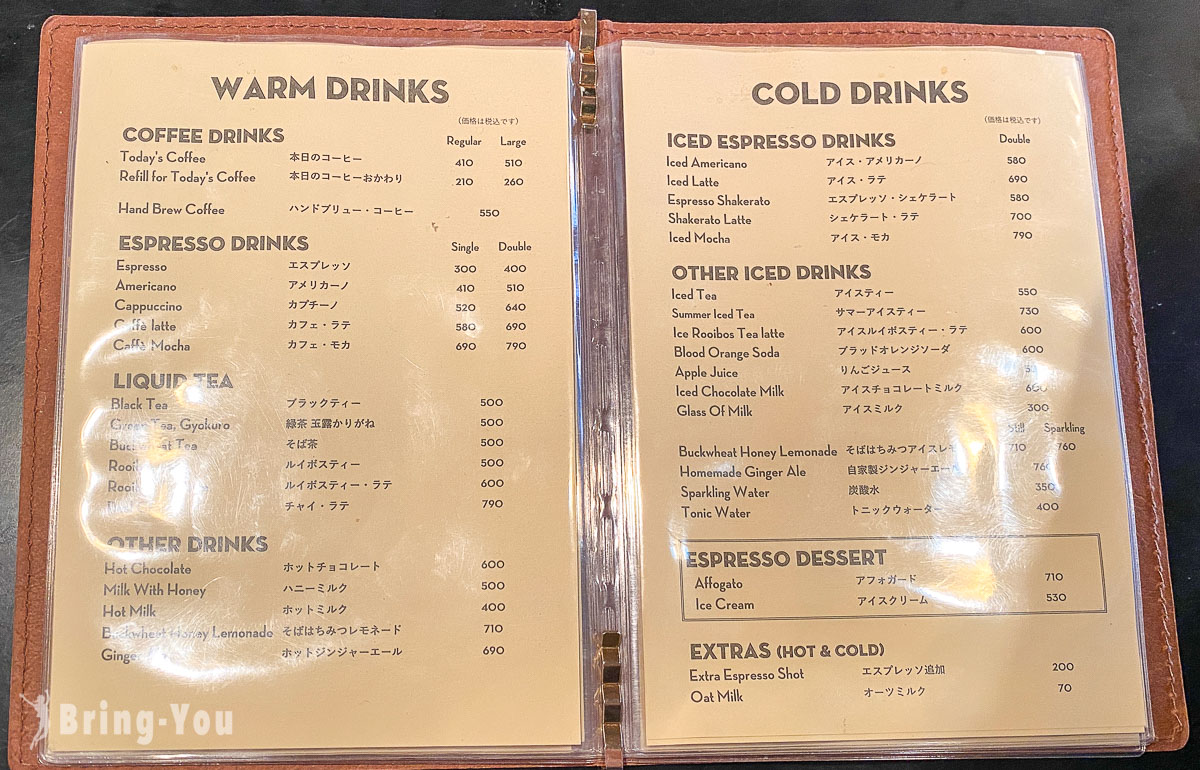 WARM DRINKS
(価格は税込です)
COFFEE DRINKS Regular Large
Today's Coffee 本日のコーヒー 410 510
Refill for Today's Coffee 本日のコーヒーおかわり 210 260
Hand Brew Coffee ハンドブリュー・コーヒー 550
ESPRESSO DRINKS Single Double
Espresso エスプレッソ 300 400
Americano アメリカーノ 410 510
Cappuccino カプチーノ 520 640
Caffè latte カフェ・ラテ 580 690
Caffè Mocha カフェ・モカ 690 790
LIQUID TEA
Black Tea ブラックティー 500
Green Tea, Gyokuro 緑茶 玉露かりがね 500
Buckwheat Tea そば茶 500
ルイボスティー 500
ルイボスティー・ラテ 600
チャイ・ラテ 790
OTHER DRINKS
Hot Chocolate ホットチョコレート 600
Milk With Honey ハニーミルク 500
Hot Milk ホットミルク 400
Buckwheat Honey Lemonade そばはちみつレモネード 710
ホットジンジャーエール 690
COLD DRINKS
(価格は税込です)
ICED ESPRESSO DRINKS Double
Iced Americano アイス・アメリカーノ 580
Iced Latte アイス・ラテ 690
Espresso Shakerato エスプレッソ・シェケラート 580
Shakerato Latte シェケラート・ラテ 700
Iced Mocha アイス・モカ 790
OTHER ICED DRINKS
Iced Tea アイスティー 550
Summer Iced Tea サマーアイスティー 730
Ice Rooibos Tea latte アイスルイボスティー・ラテ 600
Blood Orange Soda ブラッドオレンジソーダ 600
Apple Juice りんごジュース
Iced Chocolate Milk アイスチョコレートミルク 600
Glass Of Milk アイスミルク 300
Still Sparkling
Buckwheat Honey Lemonade 710 760
Homemade Ginger Ale 自家製ジンジャーエール 760
Sparkling Water 炭酸水 350
Tonic Water トニックウォーター 400
ESPRESSO DESSERT
Affogato アフォガード 710
Ice Cream アイスクリーム 530
EXTRAS (HOT & COLD)
Extra Espresso Shot エスプレッソ追加 200
Oat Milk オーツミルク 70
Bring-You